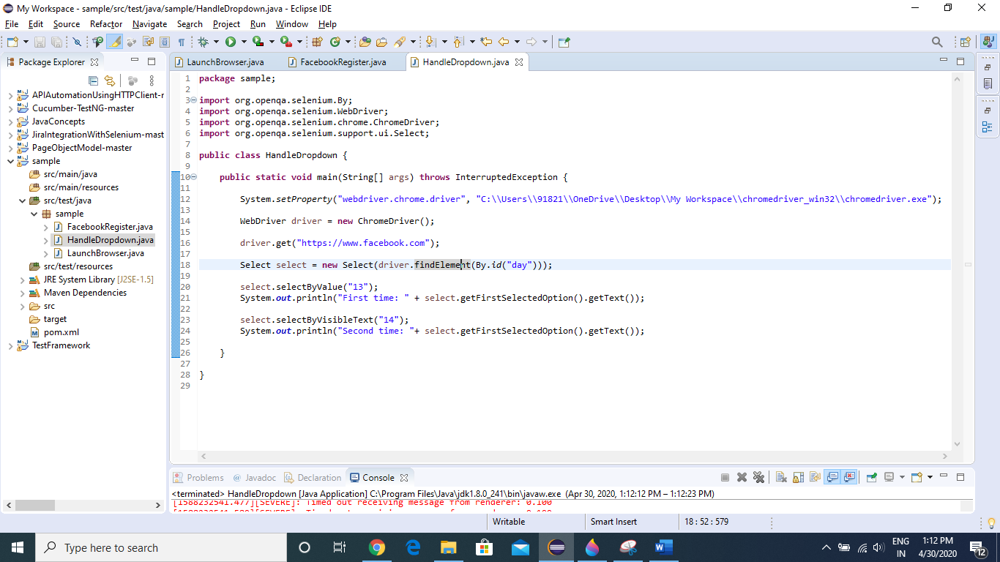 My Workspace - sample/src/test/java/sample/HandleDropdown.java - Eclipse IDE
File Edit Source Refactor Navigate Search Project Run Window Help
Package Explorer
LaunchBrowser.java
FacebookRegister.java
HandleDropdown.java
APIAutomationUsingHTTPClient-r
Cucumber-TestNG-master
JavaConcepts
JiraIntegrationWithSelenium-mast
PageObjectModel-master
sample
src/main/java
src/main/resources
src/test/java
sample
FacebookRegister.java
HandleDropdown.java
LaunchBrowser.java
src/test/resources
JRE System Library [J2SE-1.5]
Maven Dependencies
src
target
pom.xml
TestFramework
1 package sample;
2
3 import org.openqa.selenium.By;
4 import org.openqa.selenium.WebDriver;
5 import org.openqa.selenium.chrome.ChromeDriver;
6 import org.openqa.selenium.support.ui.Select;
7
8 public class HandleDropdown {
9
10 public static void main(String[] args) throws InterruptedException {
11
12 System.setProperty("webdriver.chrome.driver", "C:\\Users\\91821\\OneDrive\\Desktop\\My Workspace\\chromedriver_win32\\chromedriver.exe");
13
14 WebDriver driver = new ChromeDriver();
15
16 driver.get("https://www.facebook.com");
17
18 Select select = new Select(driver.findElement(By.id("day")));
19
20 select.selectByValue("13");
21 System.out.println("First time: " + select.getFirstSelectedOption().getText());
22
23 select.selectByVisibleText("14");
24 System.out.println("Second time: "+ select.getFirstSelectedOption().getText());
25
26 }
27
28 }
29
Problems @ Javadoc Declaration Console
<terminated> HandleDropdown [Java Application] C:\Program Files\Java\jdk1.8.0_241\bin\javaw.exe (Apr 30, 2020, 1:12:12 PM – 1:12:23 PM)
[1588232541.477][SEVERE]: Timed out receiving message from renderer: 0.100
Writable Smart Insert 18 : 52 : 579
Type here to search
ENG
IN
1:12 PM
4/30/2020
12